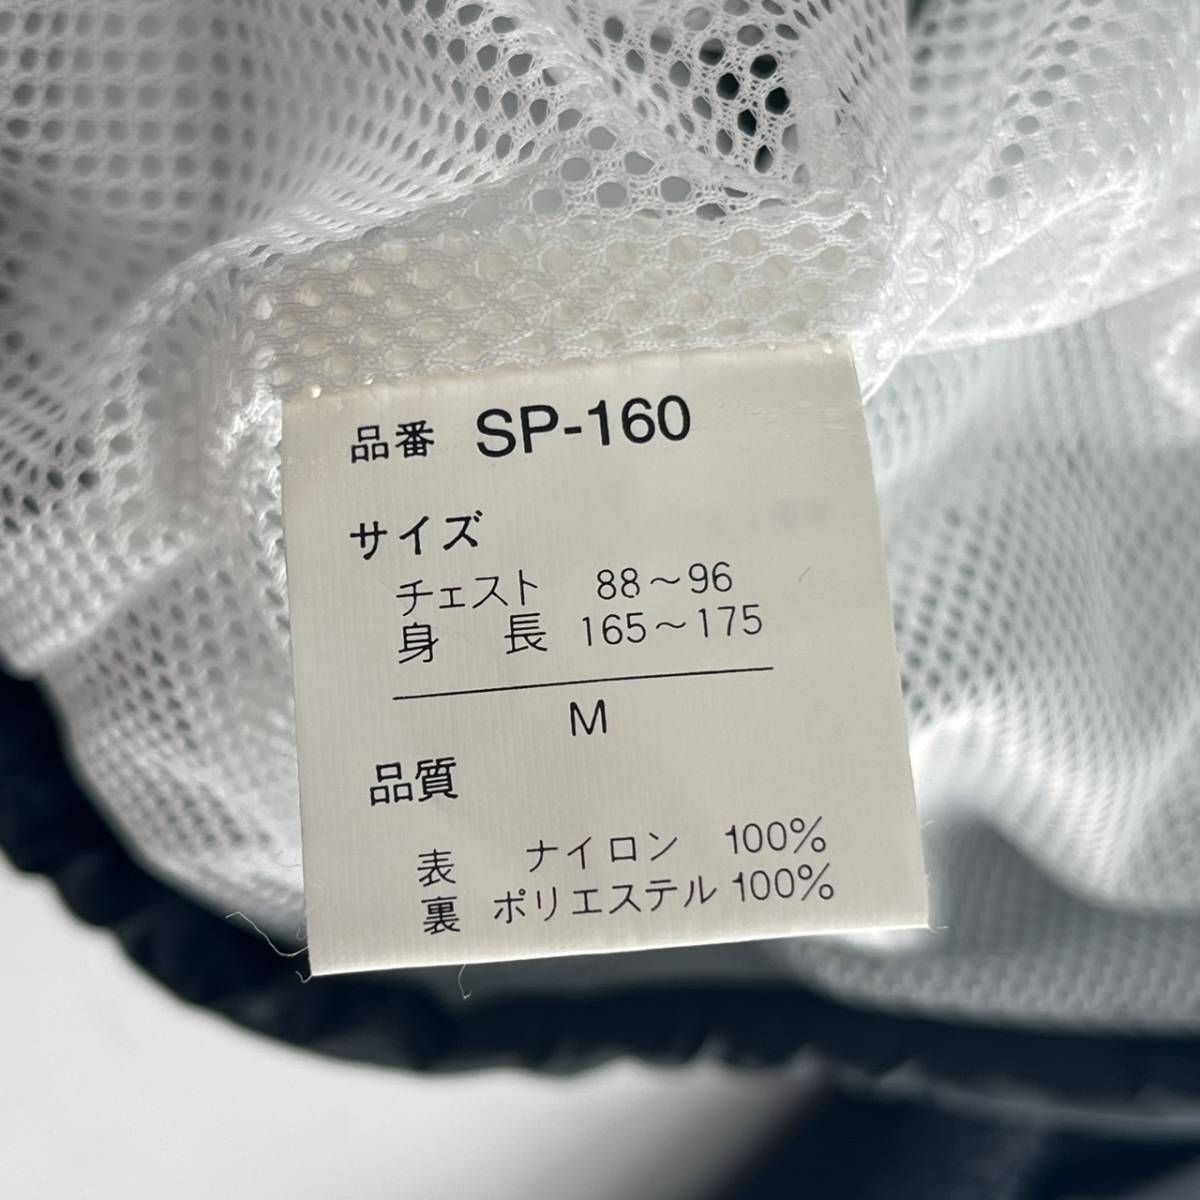 品番 SP-160
サイズ
チェスト 88～96
身長 165～175
M
品質
表 ナイロン 100%
裏 ポリエステル 100%